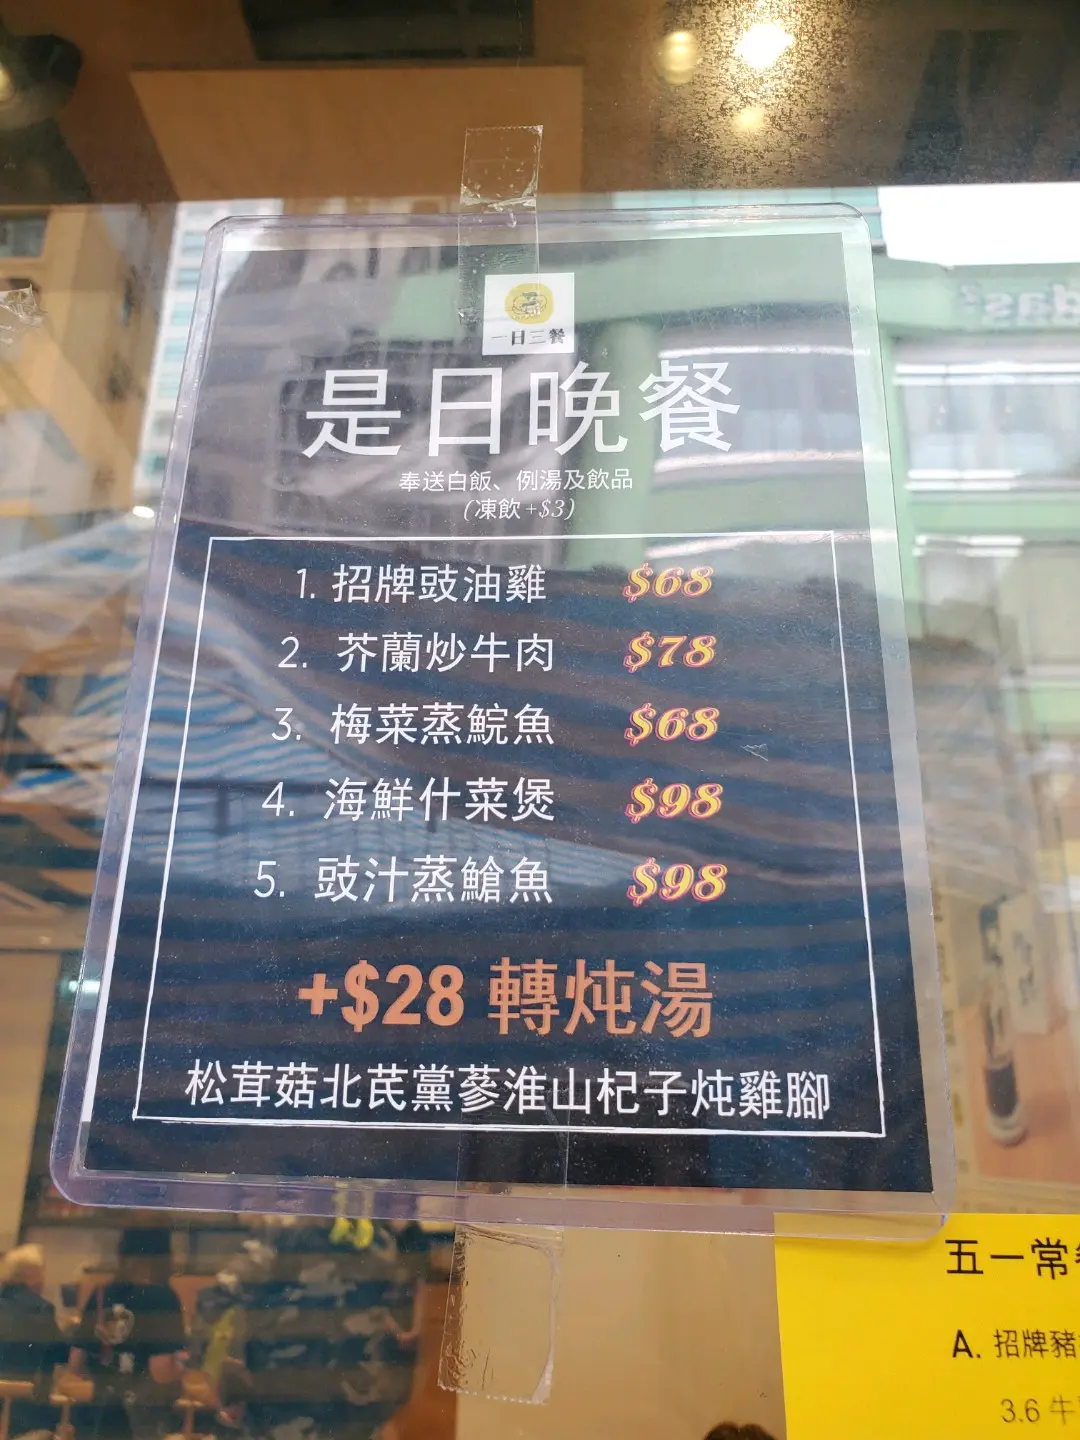 一日三餐
是日晚餐
奉送白飯、例湯及飲品
(凍飲+$3)
1. 招牌豉油雞 $68
2. 芥蘭炒牛肉 $78
3. 梅菜蒸鯇魚 $68
4. 海鮮什菜煲 $98
5. 豉汁蒸鯧魚 $98
+$28 轉炖湯
松茸菇北芪黨蔘淮山杞子炖雞腳
五一常
A. 招牌豬
3.6 牛